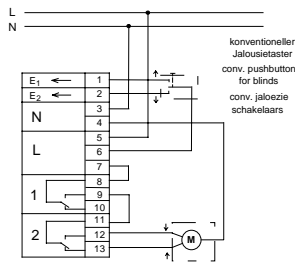 L
N
konventioneller
Jalousietaster
conv. pushbutton
for blinds
conv. jaloezie
schakelaars
E1 1
E2 2
N 3
4
L 5
6
7
1 8
9
10
2 11
12
13
M